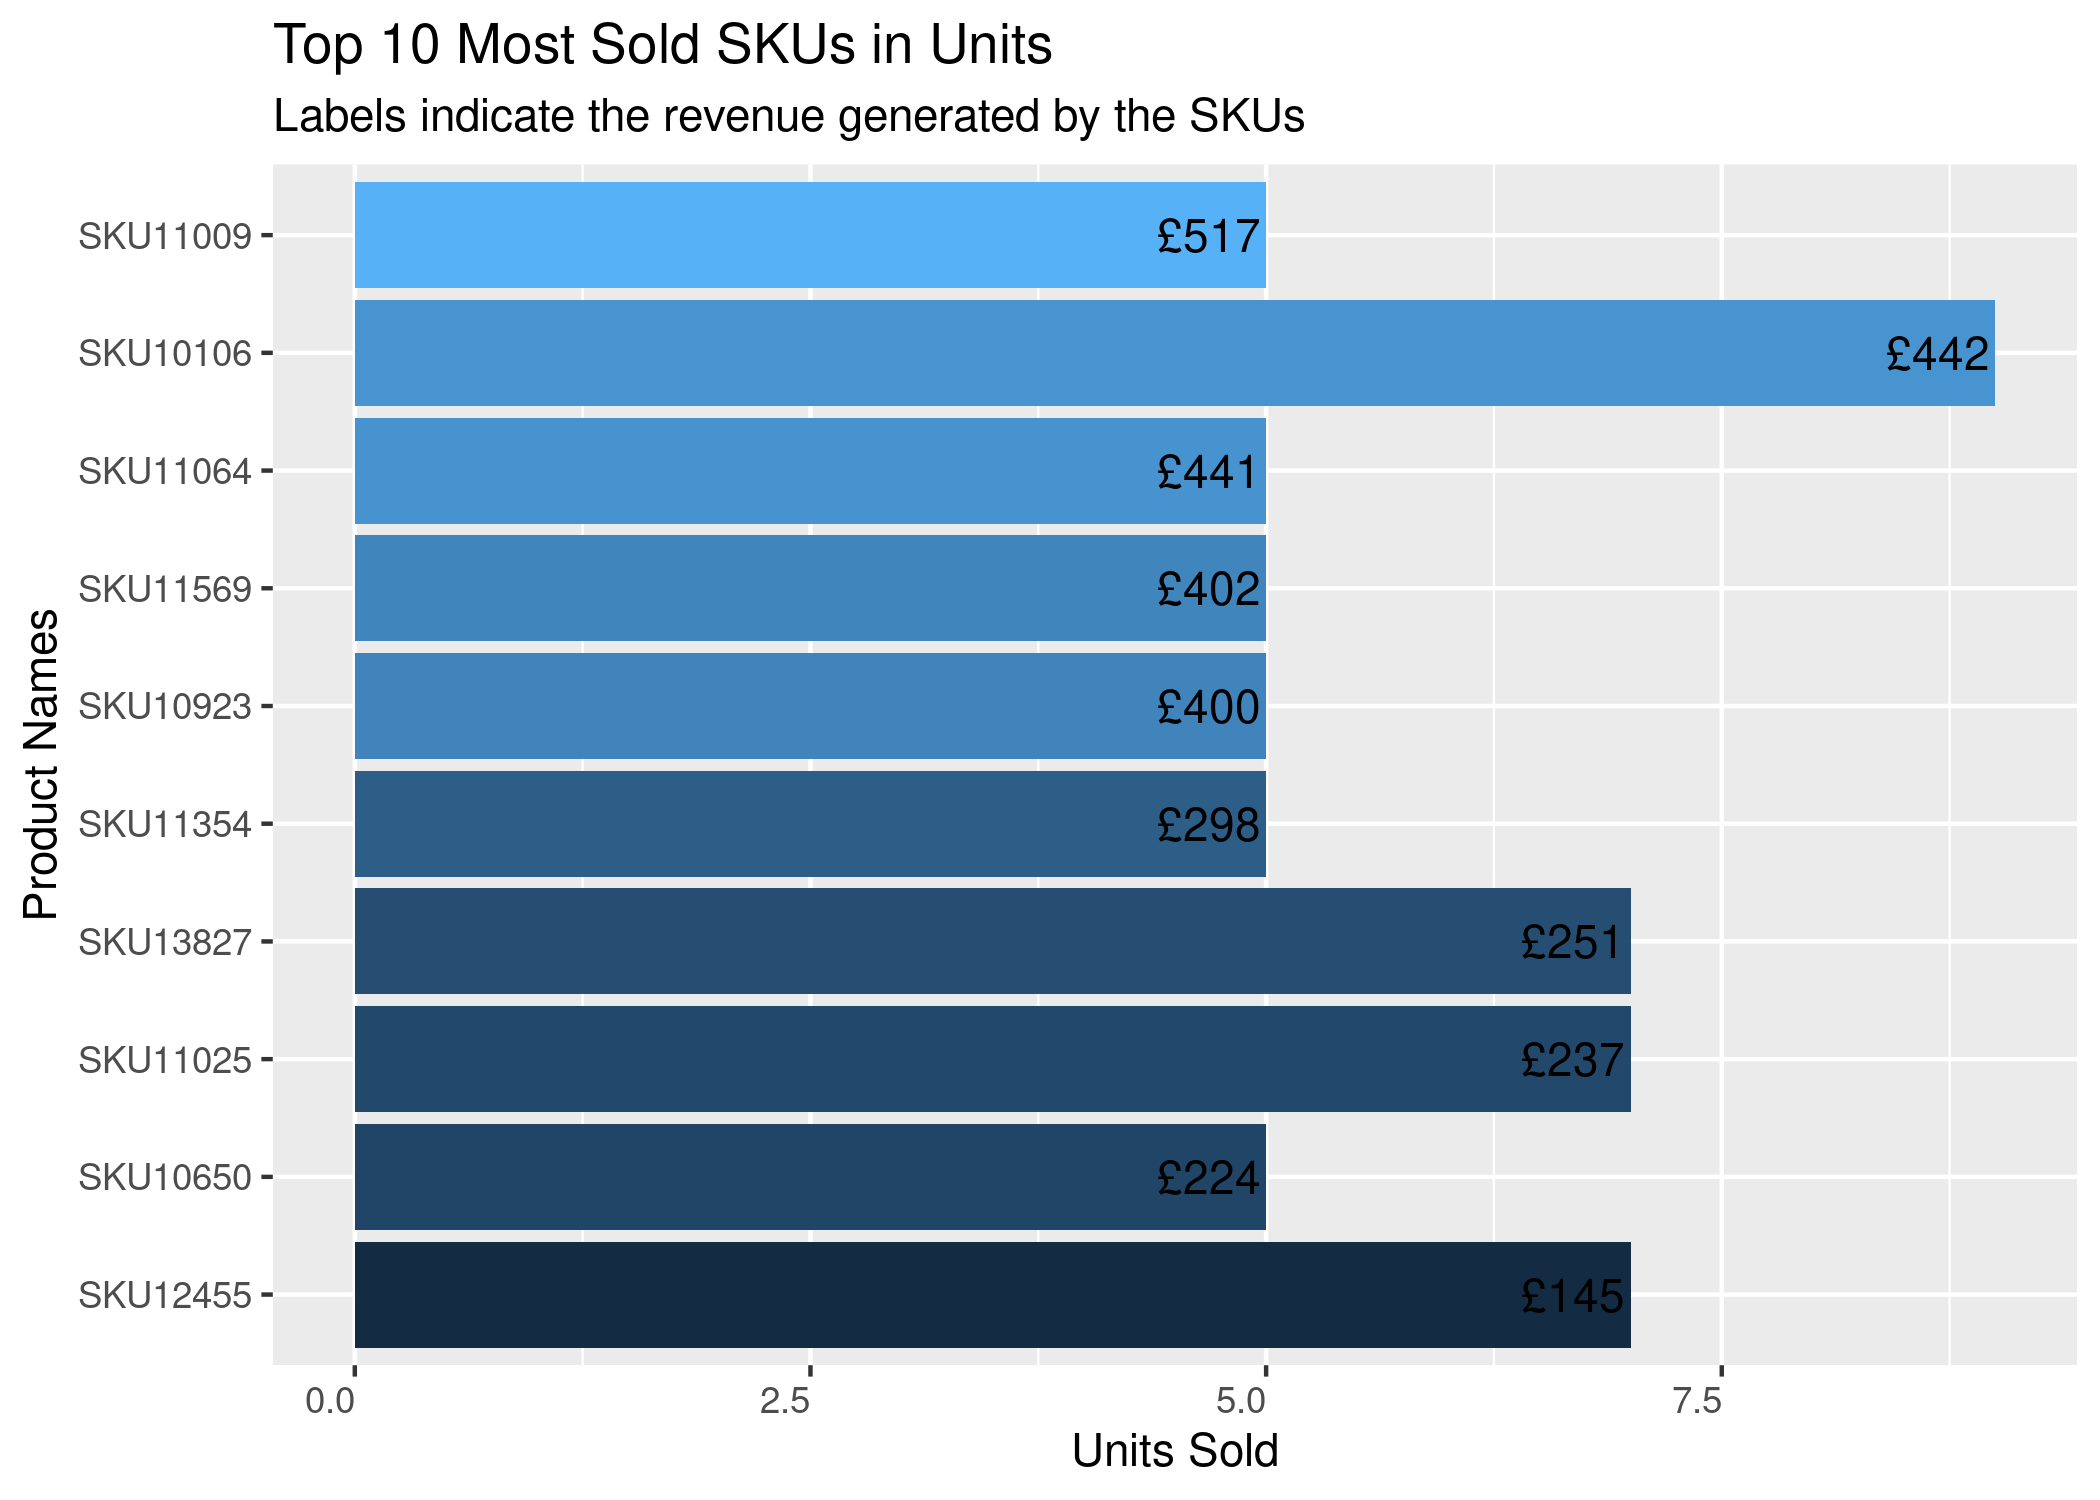 Top 10 Most Sold SKUs in Units
Labels indicate the revenue generated by the SKUs
Product Names
SKU11009 £517
SKU10106 £442
SKU11064 £441
SKU11569 £402
SKU10923 £400
SKU11354 £298
SKU13827 £251
SKU11025 £237
SKU10650 £224
SKU12455 £145
0.0 2.5 5.0 7.5
Units Sold